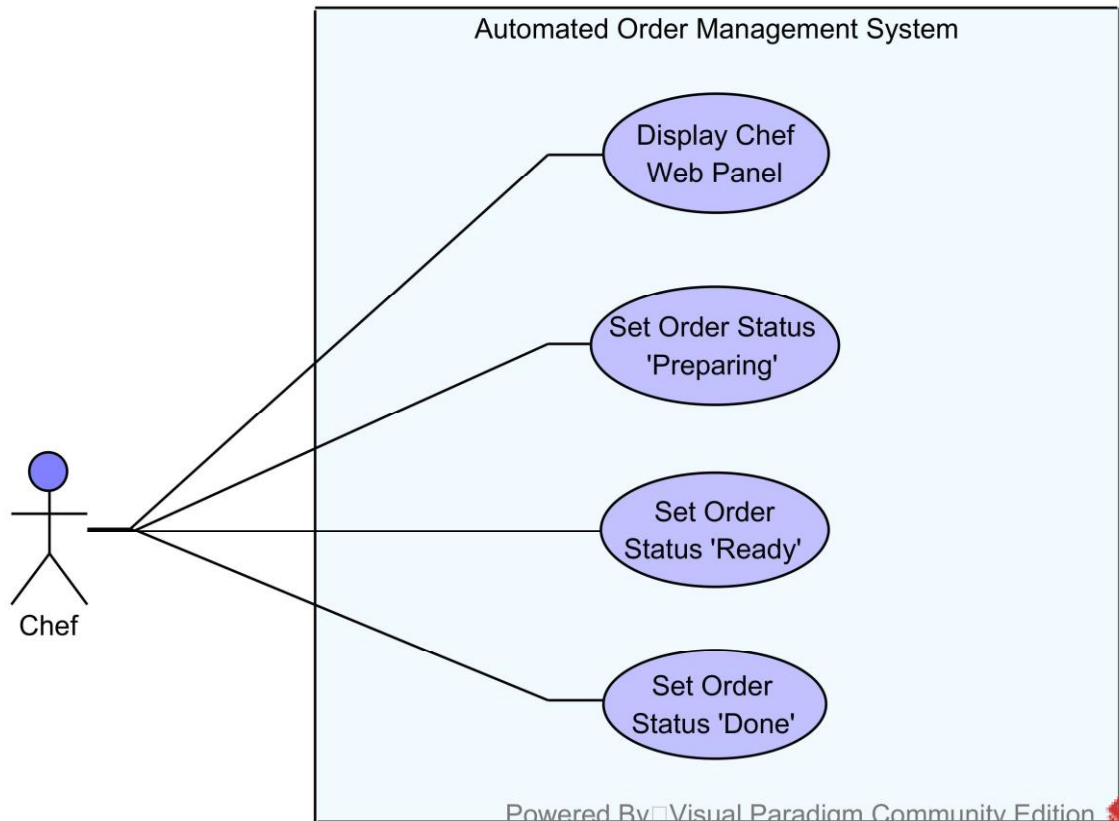 Automated Order Management System
Display Chef
Web Panel
Set Order Status
'Preparing'
Set Order
Status 'Ready'
Chef
Set Order
Status 'Done'
Powered By□Visual Paradigm Community Edition